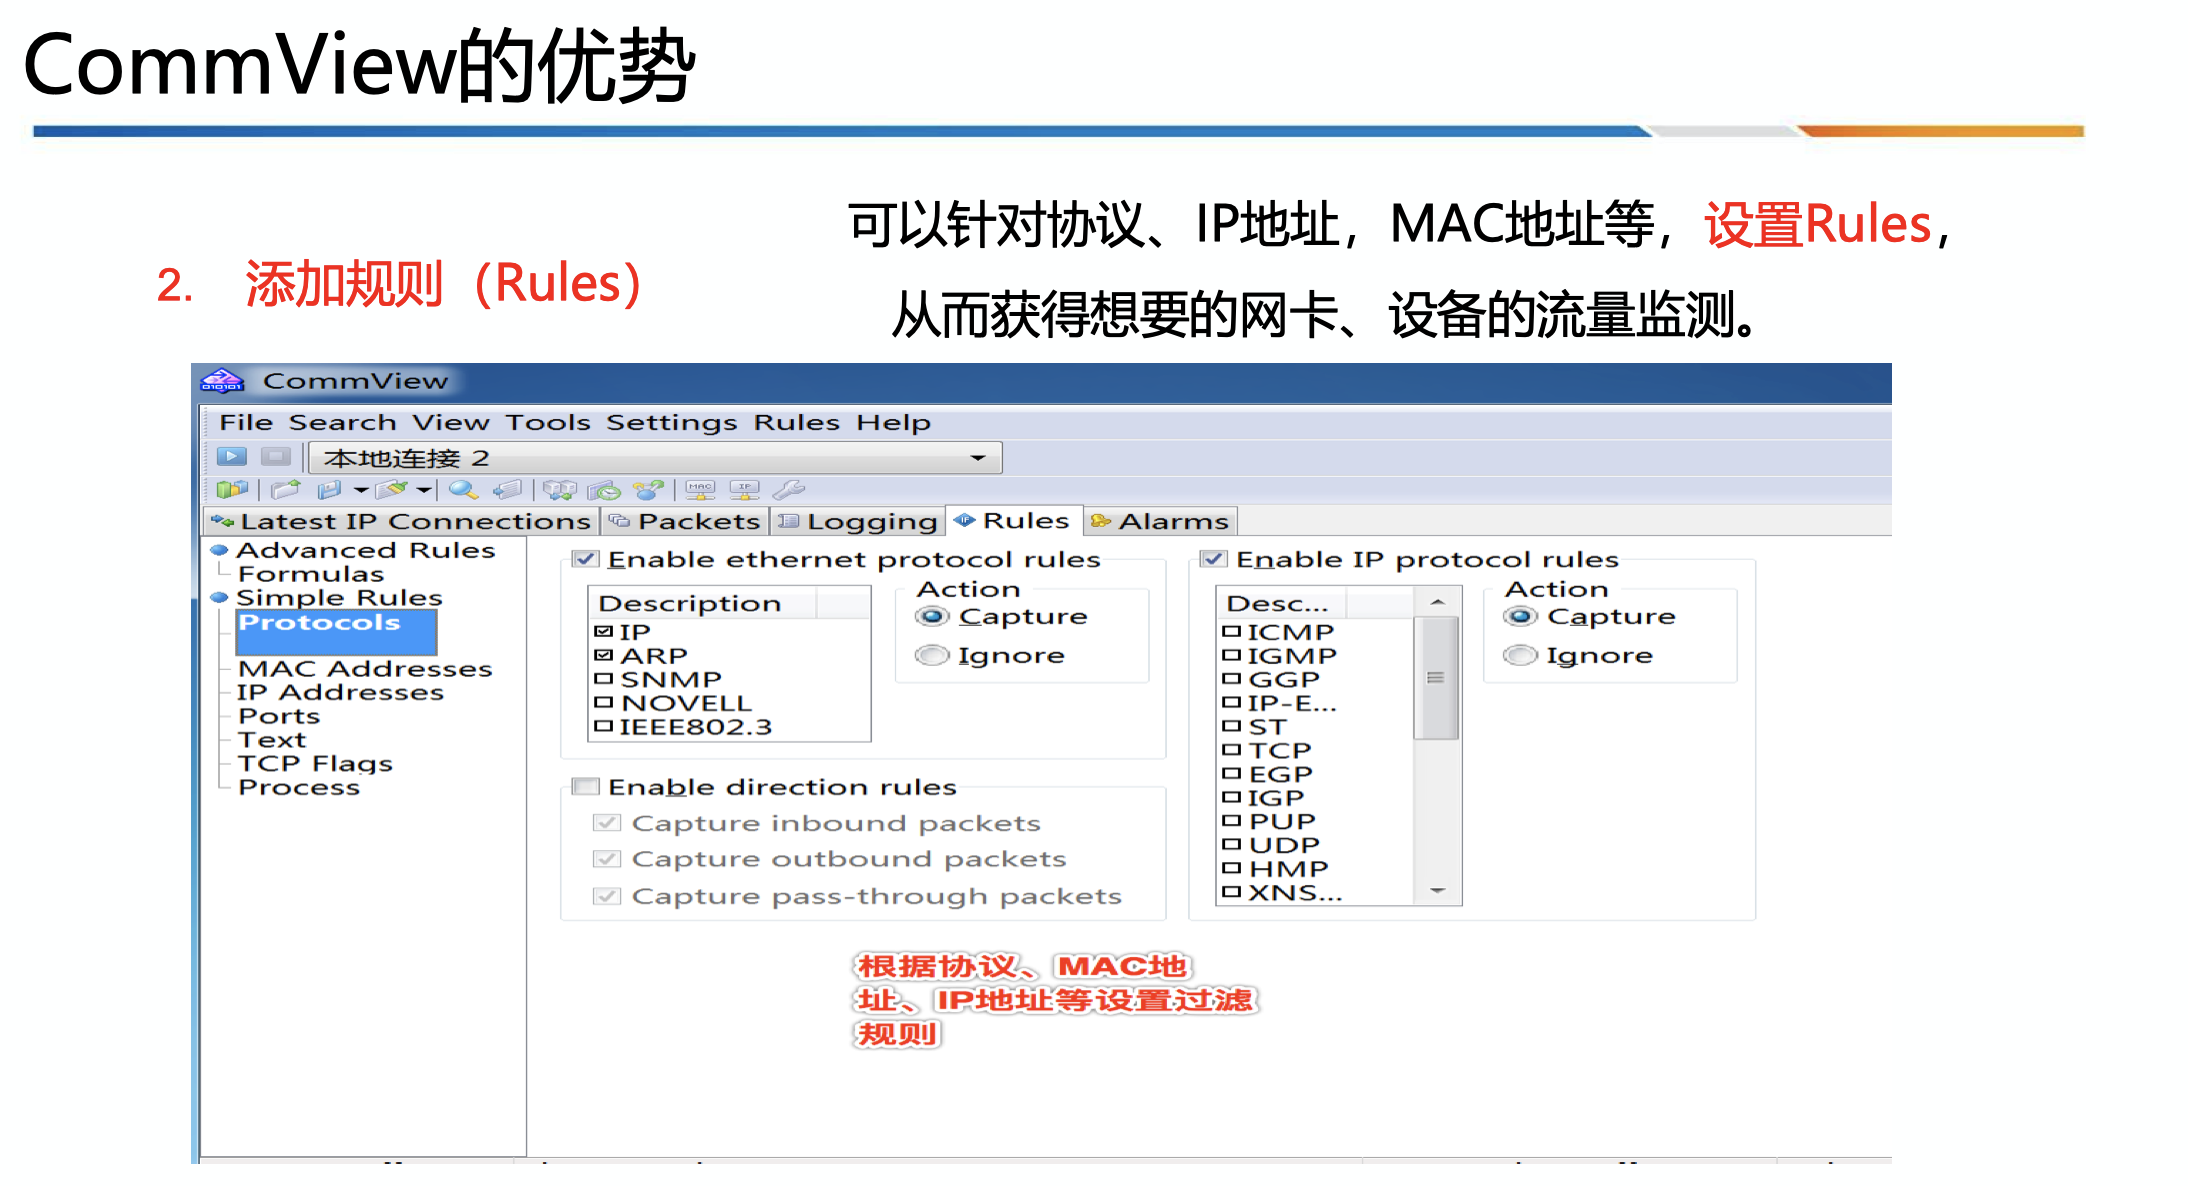 CommView的优势
可以针对协议、IP地址，MAC地址等，设置Rules，
2. 添加规则（Rules）
从而获得想要的网卡、设备的流量监测。
CommView
File Search View Tools Settings Rules Help
本地连接 2
MAC IP
Latest IP Connections Packets Logging Rules Alarms
Advanced Rules
Formulas
Simple Rules
Protocols
MAC Addresses
IP Addresses
Ports
Text
TCP Flags
Process
Enable ethernet protocol rules
Description
IP
ARP
SNMP
NOVELL
IEEE802.3
Action
Capture
Ignore
Enable direction rules
Capture inbound packets
Capture outbound packets
Capture pass-through packets
Enable IP protocol rules
Desc...
ICMP
IGMP
GGP
IP-E...
ST
TCP
EGP
IGP
PUP
UDP
HMP
XNS...
Action
Capture
Ignore
根据协议、MAC地
址、IP地址等设置过滤
规则